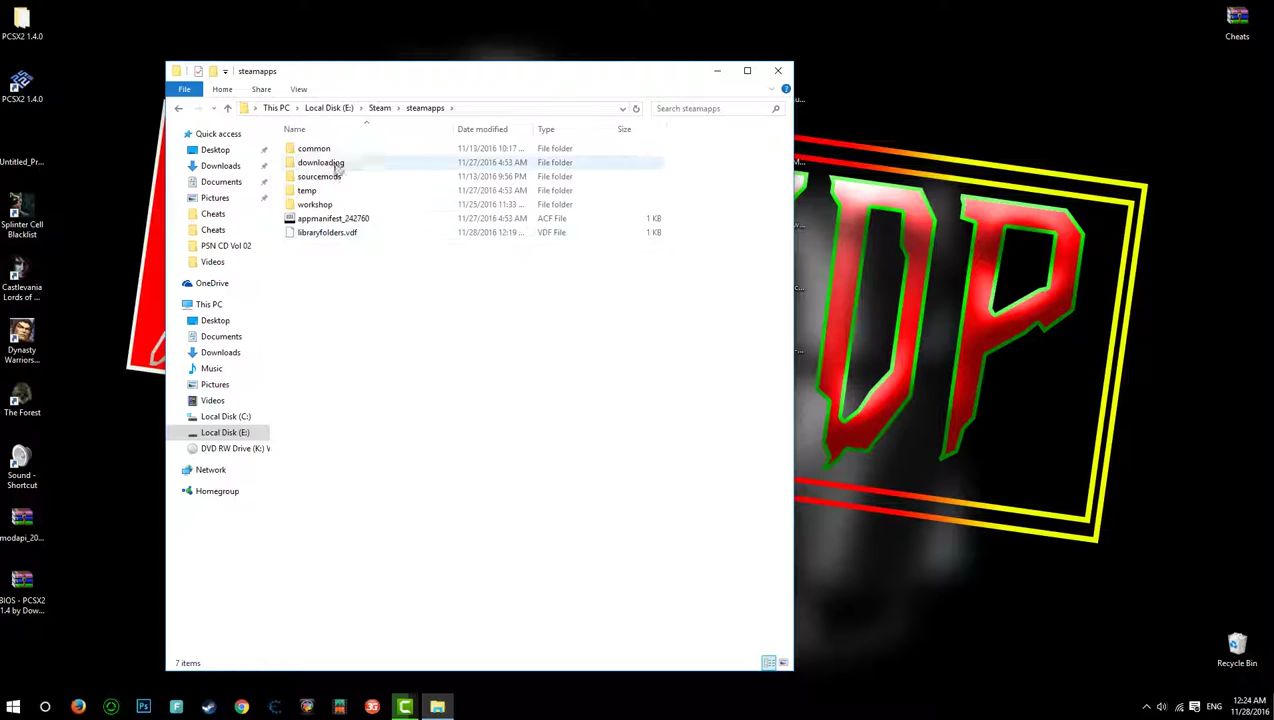 PCSX2 1.4.0
PCSX2 1.4.0
Untitled_Pr...
Splinter Cell
Blacklist
Castlevania
Lords of ...
Dynasty
Warriors...
The Forest
Sound -
Shortcut
modapi_20...
BIOS - PCSX2
1.4 by Dow...
steamapps
File Home Share View
This PC Local Disk (E:) Steam steamapps
Search steamapps
Name Date modified Type Size
common 11/13/2016 10:17 ... File folder
downloading 11/27/2016 4:53 AM File folder
sourcemods 11/13/2016 9:56 PM File folder
temp 11/27/2016 4:53 AM File folder
workshop 11/25/2016 11:33 ... File folder
appmanifest_242760 11/27/2016 4:53 AM ACF File 1 KB
libraryfolders.vdf 11/28/2016 12:19 ... VDF File 1 KB
Quick access
Desktop
Downloads
Documents
Pictures
Cheats
Cheats
PSN CD Vol 02
Videos
OneDrive
This PC
Desktop
Documents
Downloads
Music
Pictures
Videos
Local Disk (C:)
Local Disk (E:)
DVD RW Drive (K:) V
Network
Homegroup
7 items
Cheats
DP
Recycle Bin
ENG
12:24 AM
11/28/2016